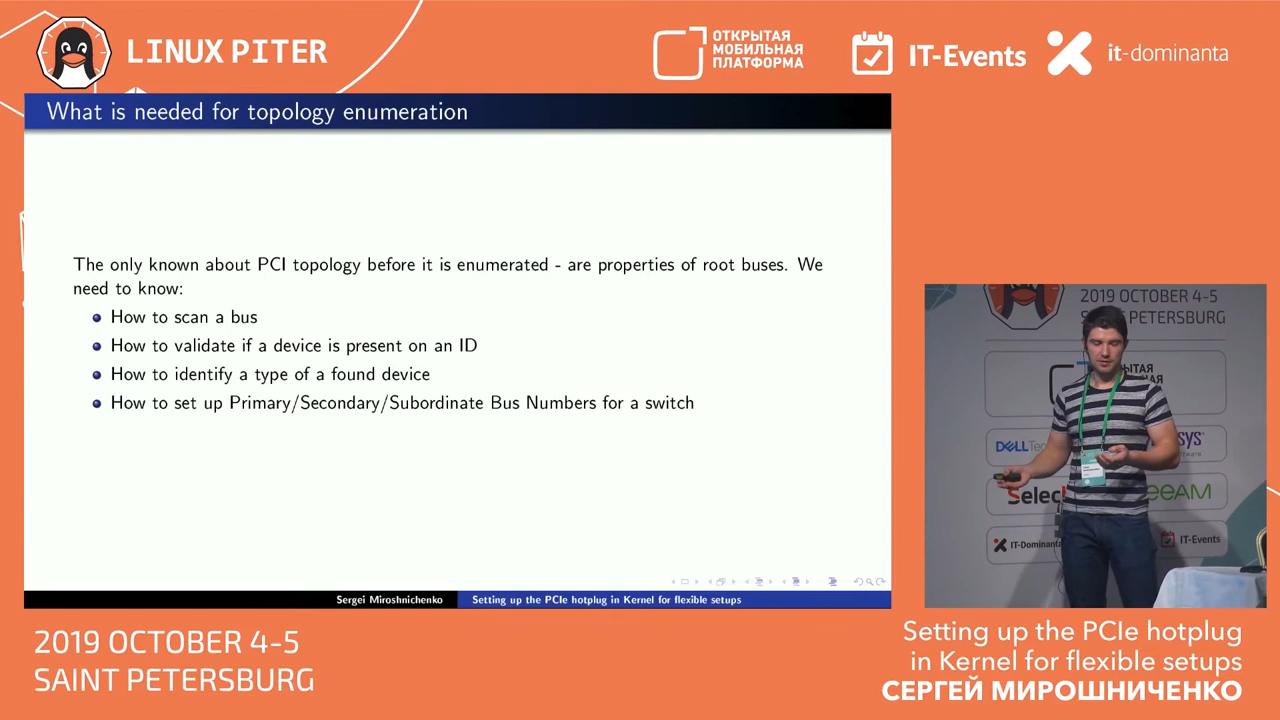 LINUX PITER
ОТКРЫТАЯ
МОБИЛЬНАЯ
ПЛАТФОРМА
IT-Events
it-dominanta
What is needed for topology enumeration
The only known about PCI topology before it is enumerated - are properties of root buses. We
need to know:
How to scan a bus
How to validate if a device is present on an ID
How to identify a type of a found device
How to set up Primary/Secondary/Subordinate Bus Numbers for a switch
Sergei Miroshnichenko
Setting up the PCIe hotplug in Kernel for flexible setups
2019 OCTOBER 4-5
PETERSBURG
DELL
Selec
IT-Dominanta
IT-Events
2019 OCTOBER 4-5
SAINT PETERSBURG
Setting up the PCIe hotplug
in Kernel for flexible setups
СЕРГЕЙ МИРОШНИЧЕНКО